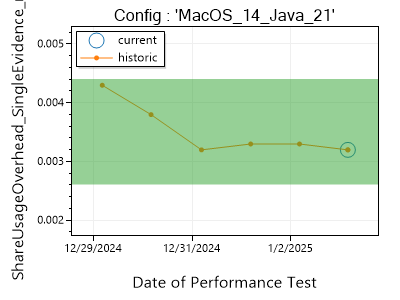 Config : 'MacOS_14_Java_21'
current
historic
0.005
0.004
0.003
0.002
12/29/2024
12/31/2024
1/2/2025
Date of Performance Test
ShareUsageOverhead_SingleEvidence_